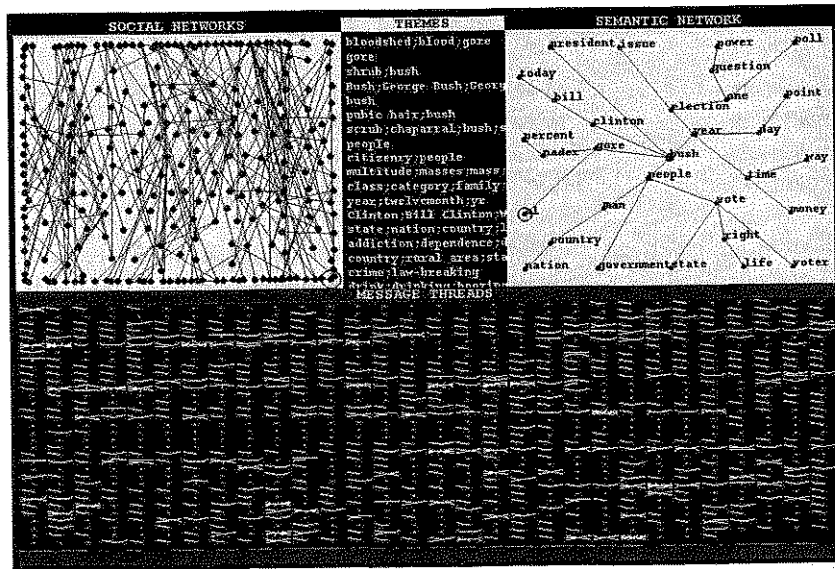 SOCIAL NETWORKS
THEMES
bloodshed;blood;gore
gore
shrub;bush
Bush;George Bush;Georg
bush
pubic hair;bush
scrub;chaparral;bush;s
people
citizenry;people
multitude;masses;mass;
class;category;family;
year;twelvemonth;yr
Clinton;Bill Clinton;W
state;nation;country;l
addiction;dependence;d
country;rural area;sta
crime;law-breaking
drink;drinking;boozing
SEMANTIC NETWORK
president issue power poll
question
today
bill one point
election
clinton
percent year day
nader gore bush way
people time
al man vote money
country right
nation government state life voter
MESSAGE THREADS